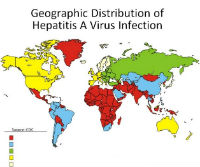 Geographic Distribution of
Hepatitis A Virus Infection
Source: CDC